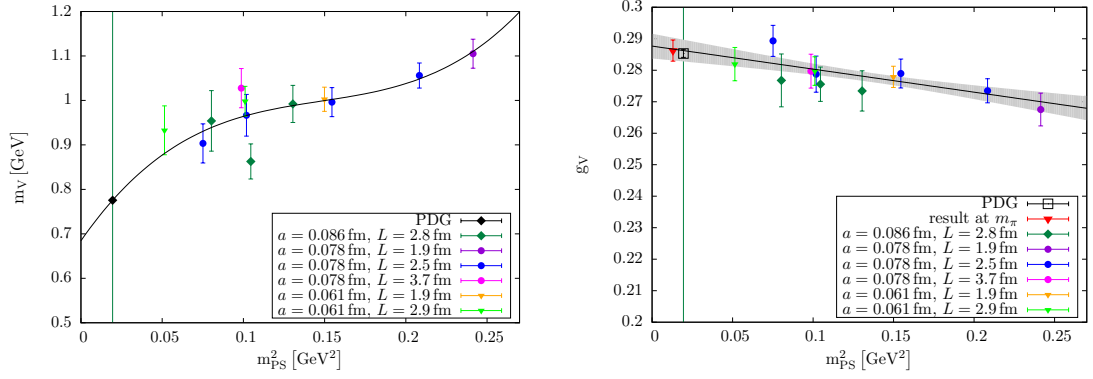 m_V [GeV]
1.2
1.1
1
0.9
0.8
0.7
0.6
0.5
PDG
a = 0.086 fm, L = 2.8 fm
a = 0.078 fm, L = 1.9 fm
a = 0.078 fm, L = 2.5 fm
a = 0.078 fm, L = 3.7 fm
a = 0.061 fm, L = 1.9 fm
a = 0.061 fm, L = 2.9 fm
0 0.05 0.1 0.15 0.2 0.25
m²_PS [GeV²]
g_V
0.3
0.29
0.28
0.27
0.26
0.25
0.24
0.23
0.22
0.21
0.2
PDG
result at m_π
a = 0.086 fm, L = 2.8 fm
a = 0.078 fm, L = 1.9 fm
a = 0.078 fm, L = 2.5 fm
a = 0.078 fm, L = 3.7 fm
a = 0.061 fm, L = 1.9 fm
a = 0.061 fm, L = 2.9 fm
0 0.05 0.1 0.15 0.2 0.25
m²_PS [GeV²]